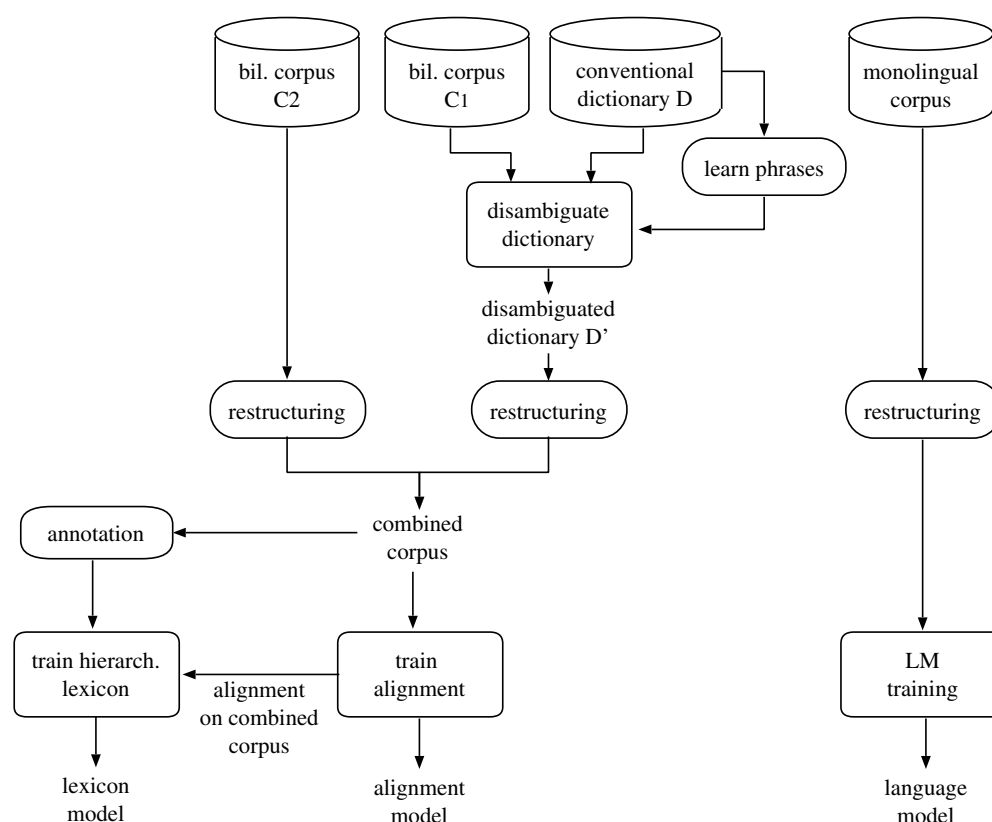 bil. corpus
C2
bil. corpus
C1
conventional
dictionary D
monolingual
corpus
learn phrases
disambiguate
dictionary
disambiguated
dictionary D’
restructuring
restructuring
restructuring
combined
corpus
annotation
train hierarch.
lexicon
alignment
on combined
corpus
train
alignment
LM
training
lexicon
model
alignment
model
language
model